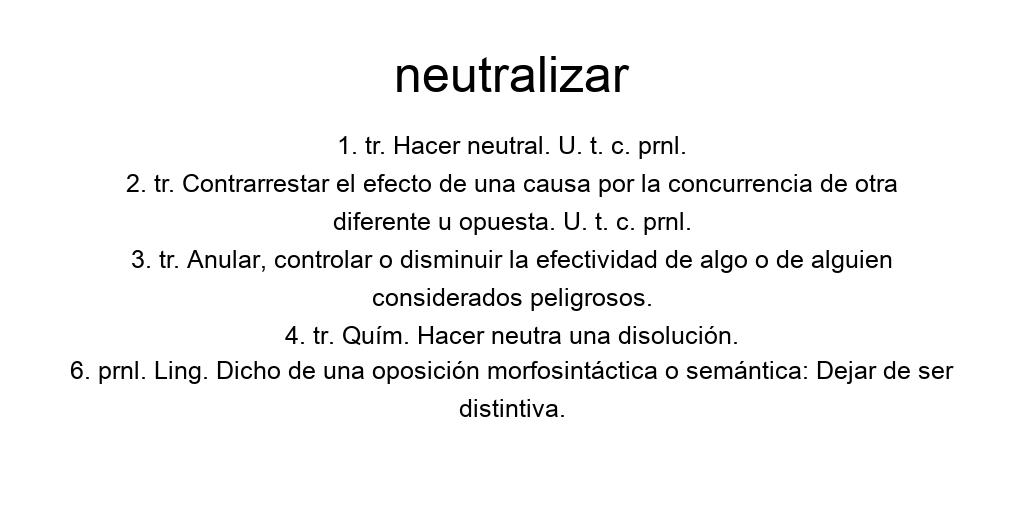 neutralizar
1. tr. Hacer neutral. U. t. c. prnl.
2. tr. Contrarrestar el efecto de una causa por la concurrencia de otra
diferente u opuesta. U. t. c. prnl.
3. tr. Anular, controlar o disminuir la efectividad de algo o de alguien
considerados peligrosos.
4. tr. Quím. Hacer neutra una disolución.
6. prnl. Ling. Dicho de una oposición morfosintáctica o semántica: Dejar de ser
distintiva.